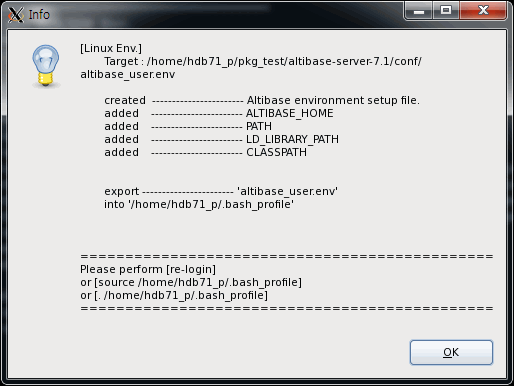 Info
[Linux Env.]
Target : /home/hdb71_p/pkg_test/altibase-server-7.1/conf/
altibase_user.env
created ----------------------- Altibase environment setup file.
added ----------------------- ALTIBASE_HOME
added ----------------------- PATH
added ----------------------- LD_LIBRARY_PATH
added ----------------------- CLASSPATH
export ----------------------- 'altibase_user.env'
into '/home/hdb71_p/.bash_profile'
==============================================
Please perform [re-login]
or [source /home/hdb71_p/.bash_profile]
or [. /home/hdb71_p/.bash_profile]
==============================================
OK